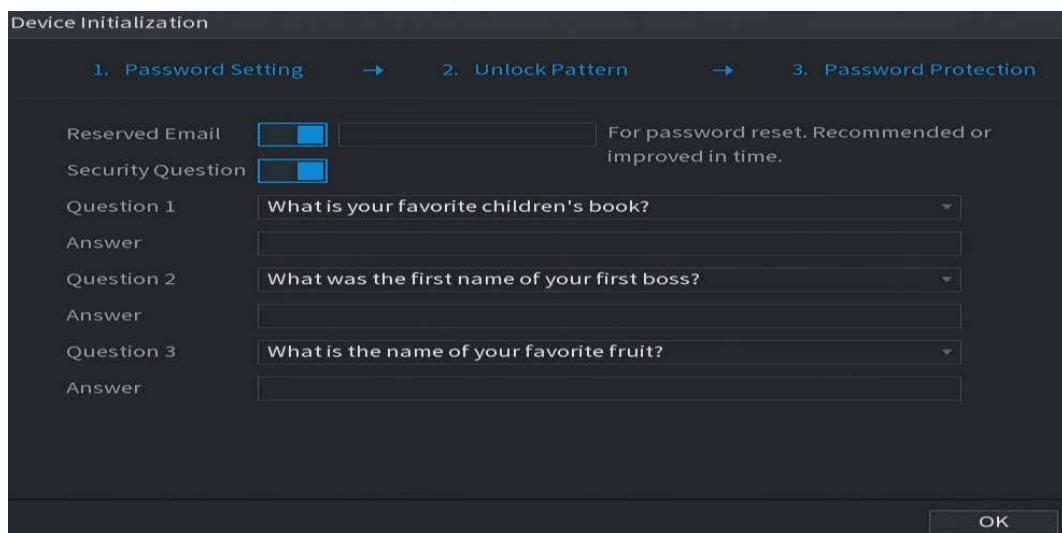 Device Initialization
1. Password Setting → 2. Unlock Pattern → 3. Password Protection
Reserved Email For password reset. Recommended or
improved in time.
Security Question
Question 1 What is your favorite children's book?
Answer
Question 2 What was the first name of your first boss?
Answer
Question 3 What is the name of your favorite fruit?
Answer
OK